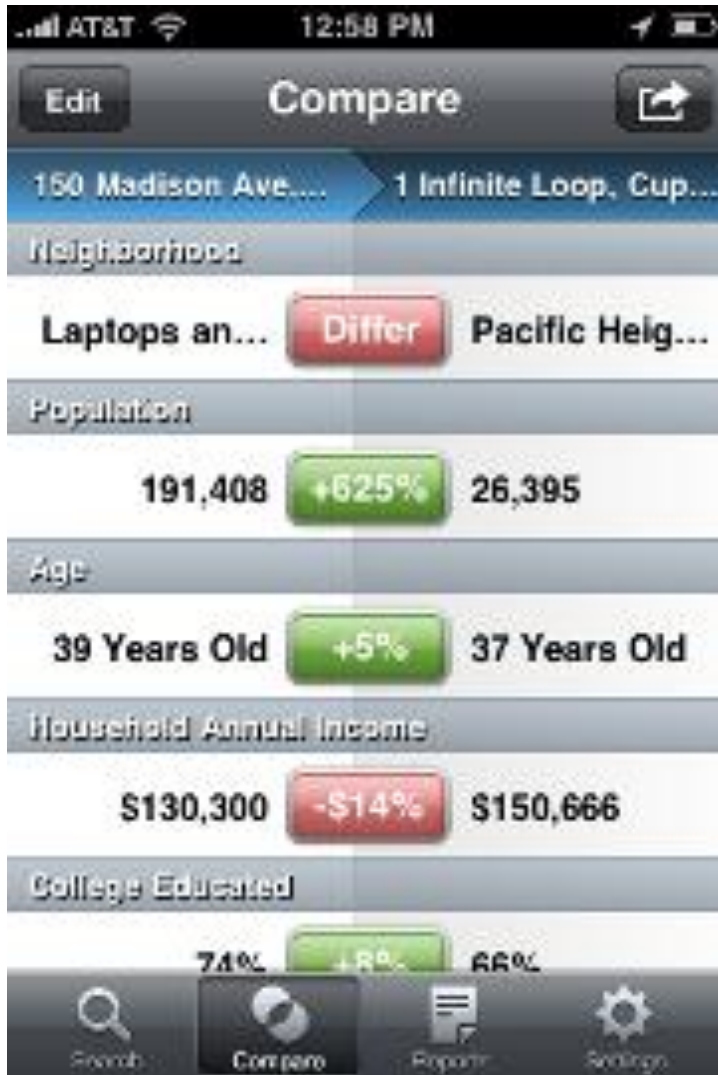 AT&T 12:58 PM
Edit Compare
150 Madison Ave.... 1 Infinite Loop, Cup...
Neighborhood
Laptops an... Differ Pacific Heig...
Population
191,408 +625% 26,395
Age
39 Years Old +5% 37 Years Old
Household Annual Income
$130,300 -$14% $150,666
College Educated
74% +8% 66%
Search Compare Reports Settings